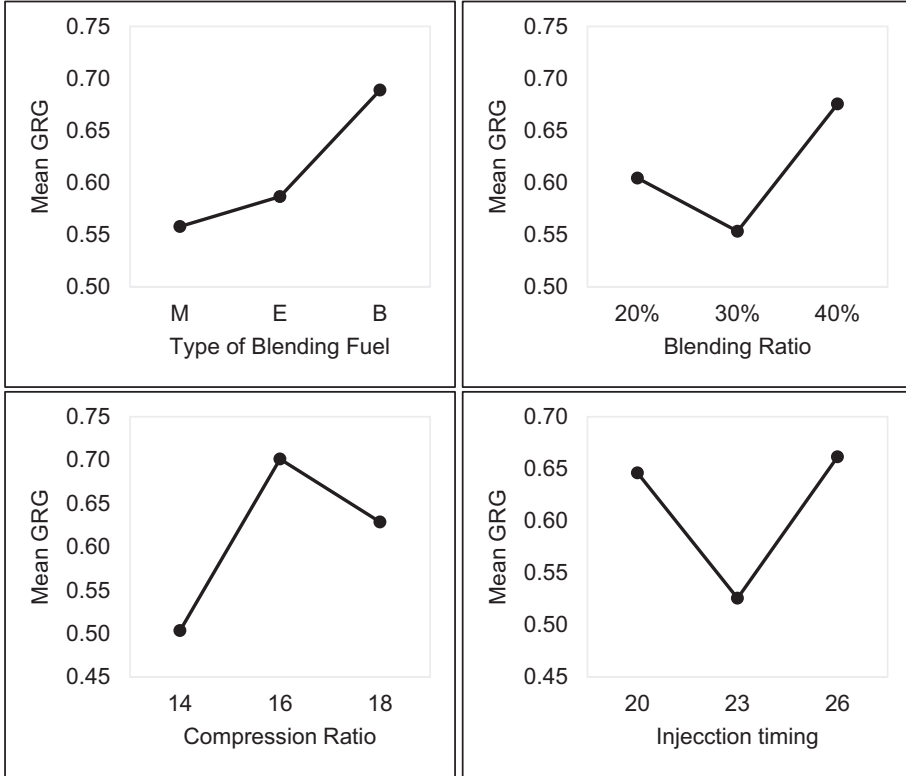 0.75
0.70
0.65
0.60
0.55
0.50
Mean GRG
M E B
Type of Blending Fuel
0.75
0.70
0.65
0.60
0.55
0.50
Mean GRG
20% 30% 40%
Blending Ratio
0.75
0.70
0.65
0.60
0.55
0.50
0.45
Mean GRG
14 16 18
Compression Ratio
0.70
0.65
0.60
0.55
0.50
0.45
Mean GRG
20 23 26
Injecction timing